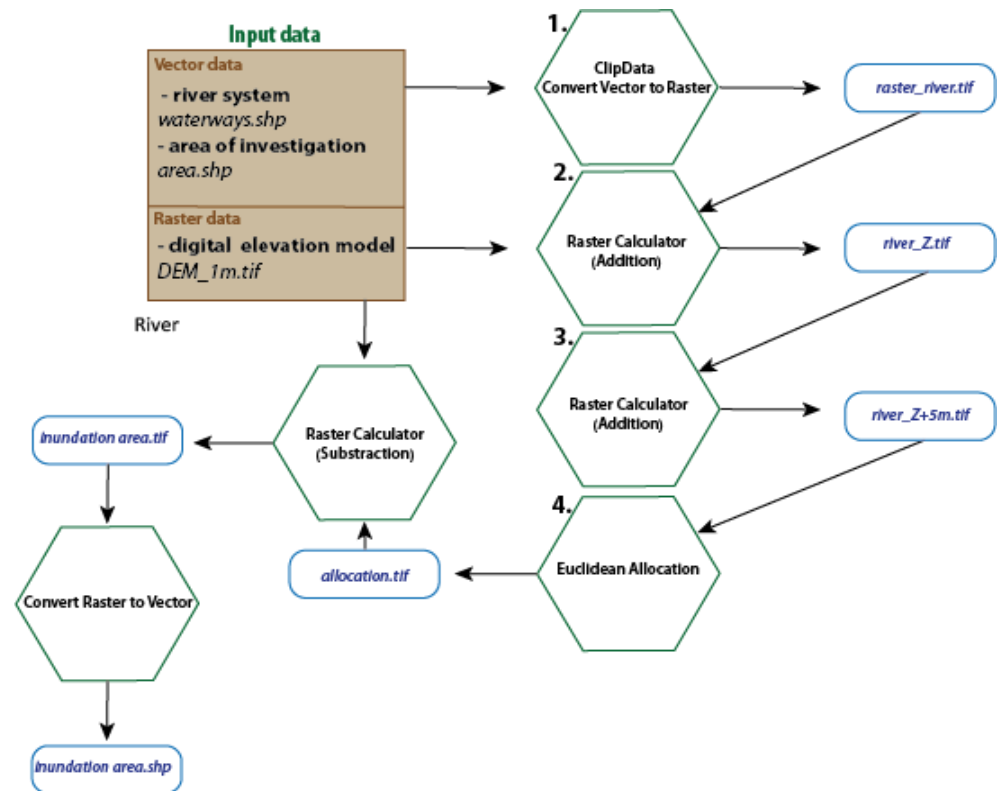 Input data
Vector data
- river system
waterways.shp
- area of investigation
area.shp
Raster data
- digital elevation model
DEM_1m.tif
River
1.
ClipData
Convert Vector to Raster
raster_river.tif
2.
Raster Calculator
(Addition)
river_Z.tif
3.
Raster Calculator
(Addition)
river_Z+5m.tif
4.
Euclidean Allocation
allocation.tif
Raster Calculator
(Substraction)
inundation area.tif
Convert Raster to Vector
inundation area.shp